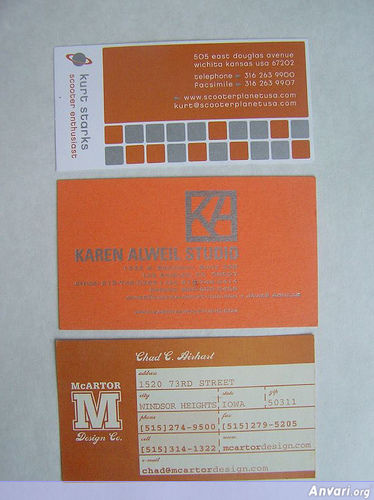 kurt starks
scooter enthusiast
505 east douglas avenue
wichita kansas usa 67202
telephone 316 263 9900
facsimile 316 263 9907
www.scooterplanetusa.com
kurt@scooterplanetusa.com
KA
KAREN ALWEIL STUDIO
McARTOR
M
Design Co.
Chad C. Airhart
address
1520 73RD STREET
city state zip
WINDSOR HEIGHTS IOWA 50311
phone fax
[515]274-9500 [515]279-5205
cell www
[515]314-1322 mcartordesign.com
e-mail
chad@mcartordesign.com
Anvari.org